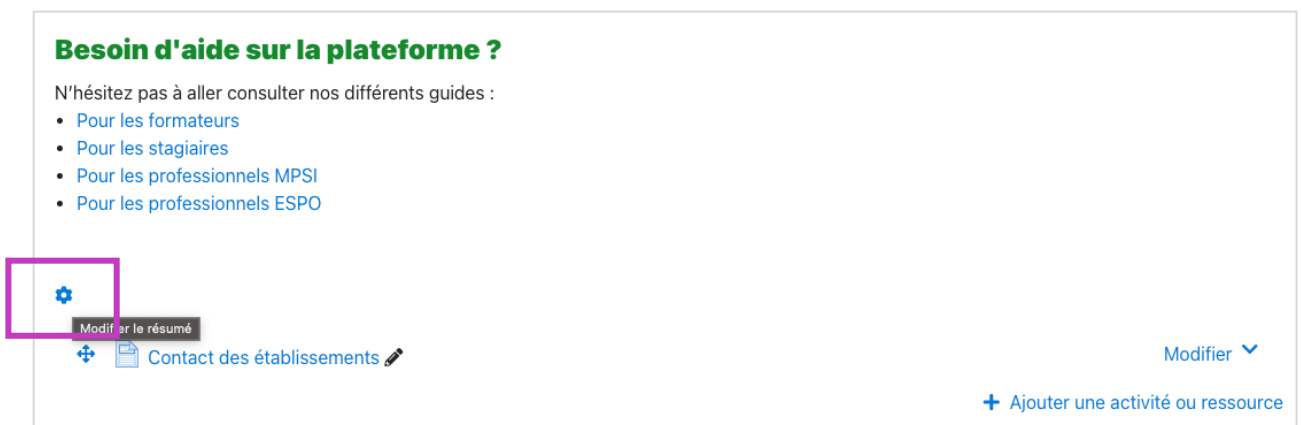 Besoin d'aide sur la plateforme ?
N'hésitez pas à aller consulter nos différents guides :
• Pour les formateurs
• Pour les stagiaires
• Pour les professionnels MPSI
• Pour les professionnels ESPO
Modifier le résumé
Contact des établissements
Modifier
+ Ajouter une activité ou ressource